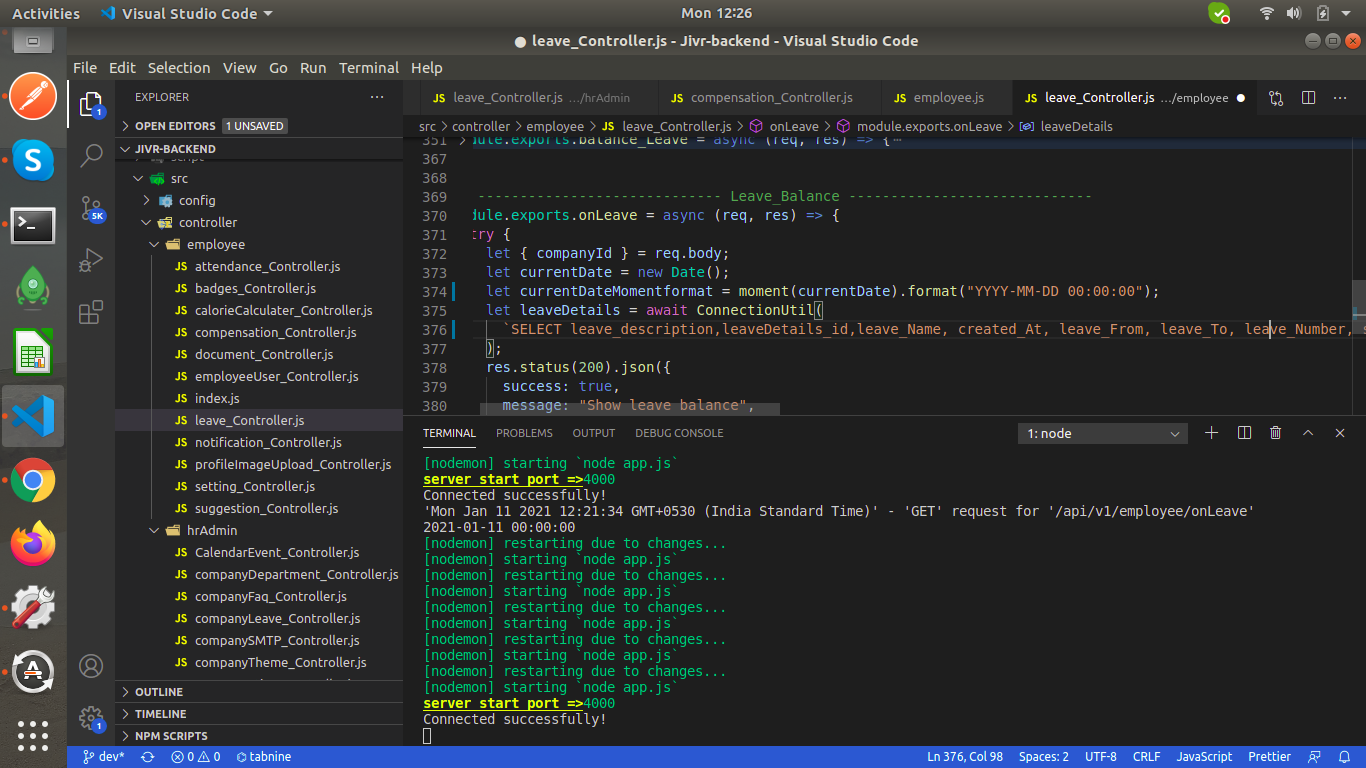 Activities Visual Studio Code Mon 12:26
● leave_Controller.js - Jivr-backend - Visual Studio Code
File Edit Selection View Go Run Terminal Help
EXPLORER
OPEN EDITORS 1 UNSAVED
JIVR-BACKEND
script
src
config
controller
employee
JS attendance_Controller.js
JS badges_Controller.js
JS calorieCalculater_Controller.js
JS compensation_Controller.js
JS document_Controller.js
JS employeeUser_Controller.js
JS index.js
JS leave_Controller.js
JS notification_Controller.js
JS profileImageUpload_Controller.js
JS setting_Controller.js
JS suggestion_Controller.js
hrAdmin
JS CalendarEvent_Controller.js
JS companyDepartment_Controller.js
JS companyFaq_Controller.js
JS companyLeave_Controller.js
JS companySMTP_Controller.js
JS companyTheme_Controller.js
OUTLINE
TIMELINE
NPM SCRIPTS
1
5K
1
JS leave_Controller.js .../hrAdmin JS compensation_Controller.js JS employee.js JS leave_Controller.js .../employee ●
src > controller > employee > JS leave_Controller.js > onLeave > module.exports.onLeave > leaveDetails
351 dule.exports.balance_Leave = async (req, res) => {…
367
368
369 ----------------------------- Leave_Balance -----------------------------
370 dule.exports.onLeave = async (req, res) => {
371 try {
372 let { companyId } = req.body;
373 let currentDate = new Date();
374 let currentDateMomentformat = moment(currentDate).format("YYYY-MM-DD 00:00:00");
375 let leaveDetails = await ConnectionUtil(
376 `SELECT leave_description,leaveDetails_id,leave_Name, created_At, leave_From, leave_To, leave_Number, s
377 );
378 res.status(200).json({
379 success: true,
380 message: "Show leave balance",
TERMINAL PROBLEMS OUTPUT DEBUG CONSOLE 1: node
[nodemon] starting `node app.js`
server start port =>4000
Connected successfully!
'Mon Jan 11 2021 12:21:34 GMT+0530 (India Standard Time)' - 'GET' request for '/api/v1/employee/onLeave'
2021-01-11 00:00:00
[nodemon] restarting due to changes...
[nodemon] starting `node app.js`
[nodemon] restarting due to changes...
[nodemon] starting `node app.js`
[nodemon] restarting due to changes...
[nodemon] starting `node app.js`
[nodemon] restarting due to changes...
[nodemon] starting `node app.js`
[nodemon] restarting due to changes...
[nodemon] starting `node app.js`
server start port =>4000
Connected successfully!
dev* 0 0 tabnine Ln 376, Col 98 Spaces: 2 UTF-8 CRLF JavaScript Prettier